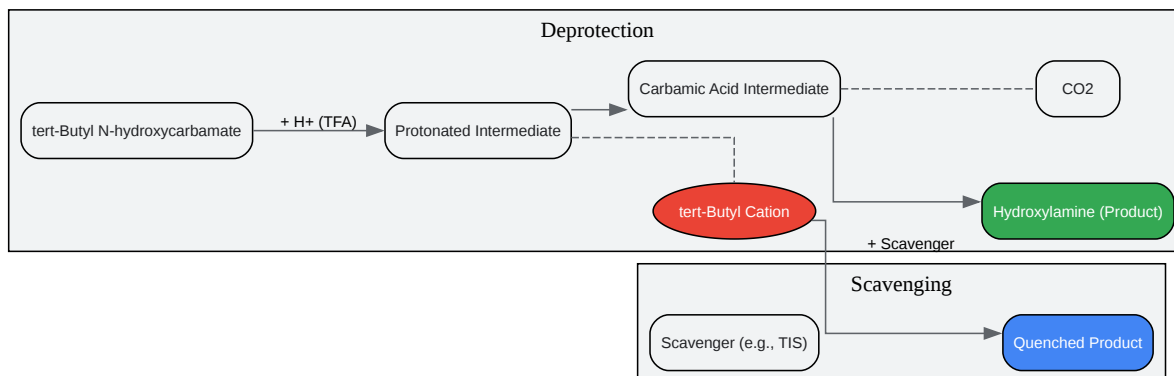 Deprotection
Carbamic Acid Intermediate
CO2
tert-Butyl N-hydroxycarbamate
+ H+ (TFA)
Protonated Intermediate
tert-Butyl Cation
Hydroxylamine (Product)
+ Scavenger
Scavenging
Scavenger (e.g., TIS)
Quenched Product